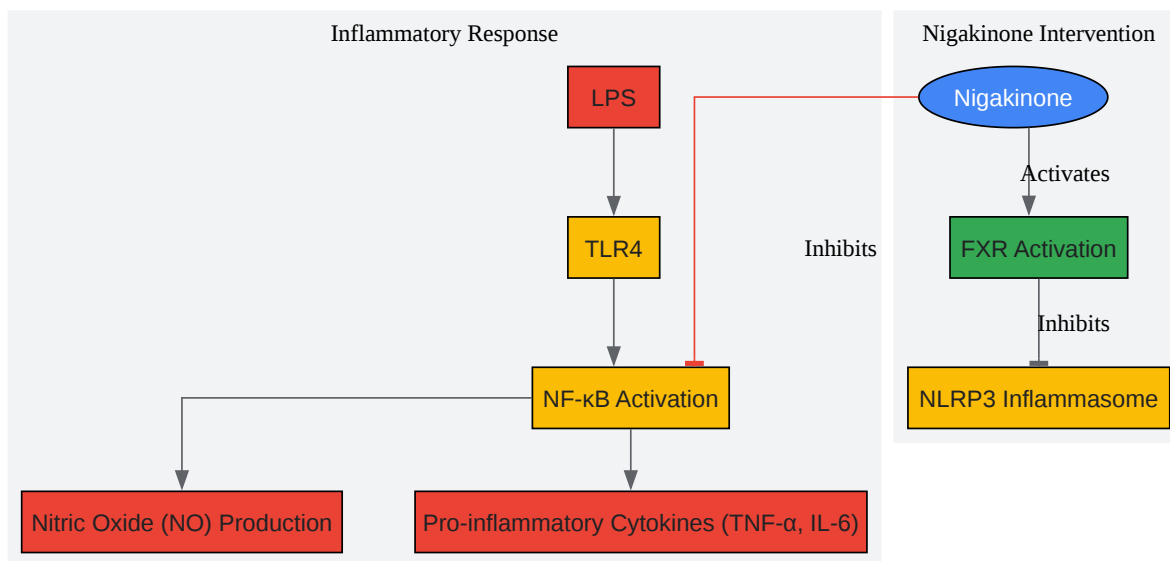 Inflammatory Response
Nigakinone Intervention
LPS
Nigakinone
Activates
TLR4
Inhibits
FXR Activation
Inhibits
NF-κB Activation
NLRP3 Inflammasome
Nitric Oxide (NO) Production
Pro-inflammatory Cytokines (TNF-α, IL-6)